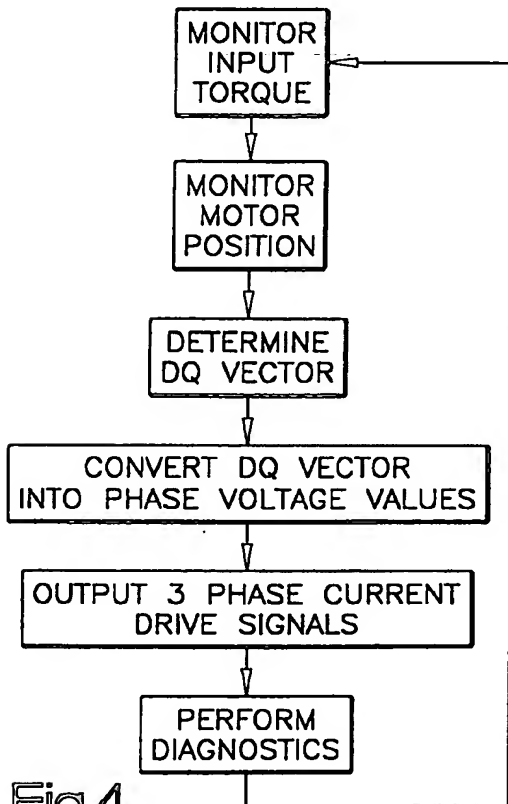 MONITOR
INPUT
TORQUE
MONITOR
MOTOR
POSITION
DETERMINE
DQ VECTOR
CONVERT DQ VECTOR
INTO PHASE VOLTAGE VALUES
OUTPUT 3 PHASE CURRENT
DRIVE SIGNALS
PERFORM
DIAGNOSTICS
Fig 4